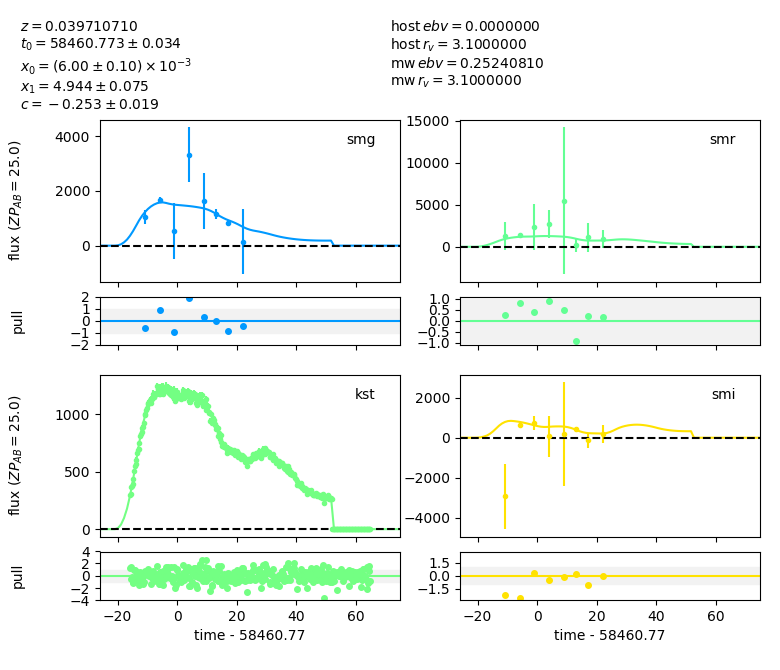 z = 0.039710710
t₀ = 58460.773 ± 0.034
x₀ = (6.00 ± 0.10) × 10⁻³
x₁ = 4.944 ± 0.075
c = −0.253 ± 0.019
host ebv = 0.0000000
host r_v = 3.1000000
mw ebv = 0.25240810
mw r_v = 3.1000000
flux (ZP_AB = 25.0)
4000
2000
0
smg
15000
10000
5000
0
smr
pull
2
1
0
−1
−2
1.0
0.5
0.0
−0.5
−1.0
flux (ZP_AB = 25.0)
1000
500
0
kst
2000
0
−2000
−4000
smi
pull
4
2
0
−2
−4
1.5
0.0
−1.5
−20 0 20 40 60
time - 58460.77
−20 0 20 40 60
time - 58460.77